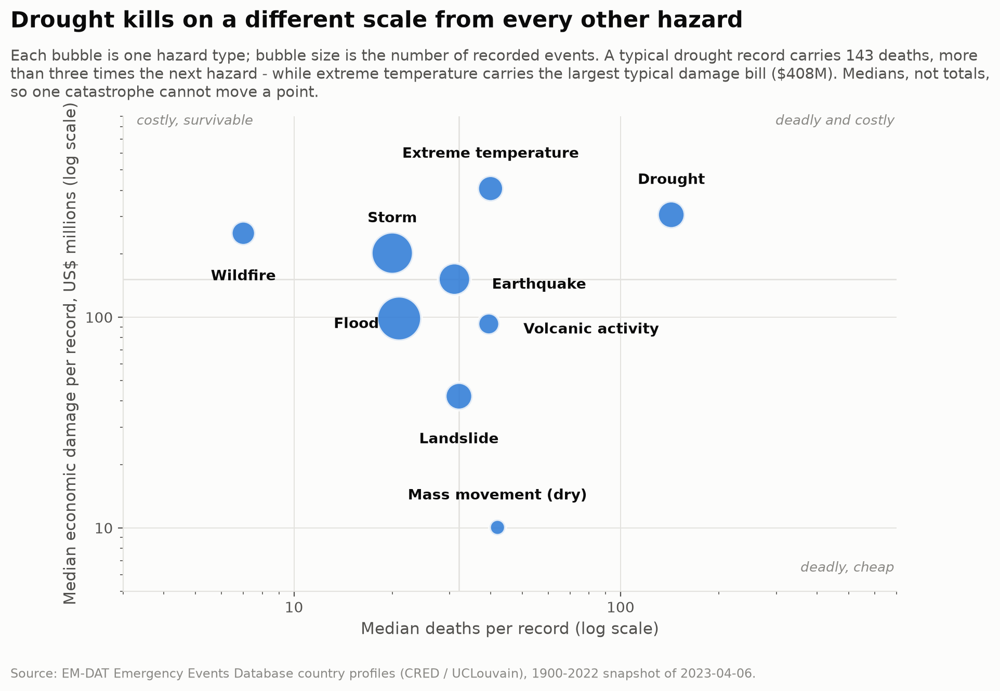 Drought kills on a different scale from every other hazard
Each bubble is one hazard type; bubble size is the number of recorded events. A typical drought record carries 143 deaths, more
than three times the next hazard - while extreme temperature carries the largest typical damage bill ($408M). Medians, not totals,
so one catastrophe cannot move a point.
Median economic damage per record, US$ millions (log scale)
costly, survivable
deadly and costly
Extreme temperature
Drought
Storm
Wildfire
Earthquake
100
Flood
Volcanic activity
Landslide
Mass movement (dry)
10
deadly, cheap
10
100
Median deaths per record (log scale)
Source: EM-DAT Emergency Events Database country profiles (CRED / UCLouvain), 1900-2022 snapshot of 2023-04-06.